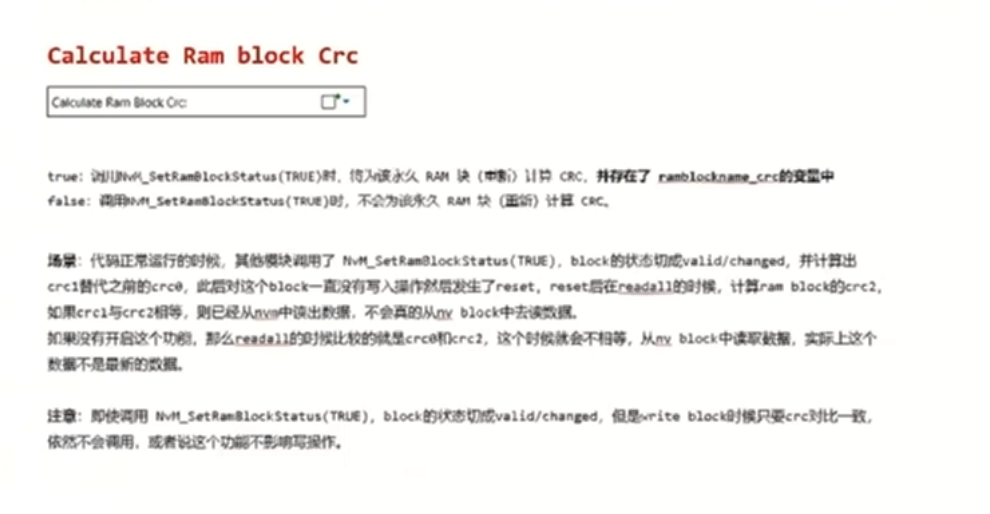 Calculate Ram block Crc
Calculate Ram Block Crc:
true: 调用NvM_SetRamBlockStatus(TRUE)时, 将为该永久 RAM 块 (重新) 计算 CRC, 并存在了 ramblockname_crc的变量中
false: 调用NvM_SetRamBlockStatus(TRUE)时, 不会为该永久 RAM 块 (重新) 计算 CRC。
场景: 代码正常运行的时候, 其他模块调用了 NvM_SetRamBlockStatus(TRUE), block的状态切成valid/changed, 并计算出
crc1替代之前的crc0, 此后对这个block一直没有写入操作然后发生了reset, reset后在readall的时候, 计算ram block的crc2,
如果crc1与crc2相等, 则已经从nvm中读出数据, 不会真的从nv block中去读数据。
如果没有开启这个功能, 那么readall的时候比较的就是crc0和crc2, 这个时候就会不相等, 从nv block中读取数据, 实际上这个
数据不是最新的数据。
注意: 即使调用 NvM_SetRamBlockStatus(TRUE), block的状态切成valid/changed, 但是write block时候只要crc对比一致,
依然不会调用, 或者说这个功能不影响写操作。